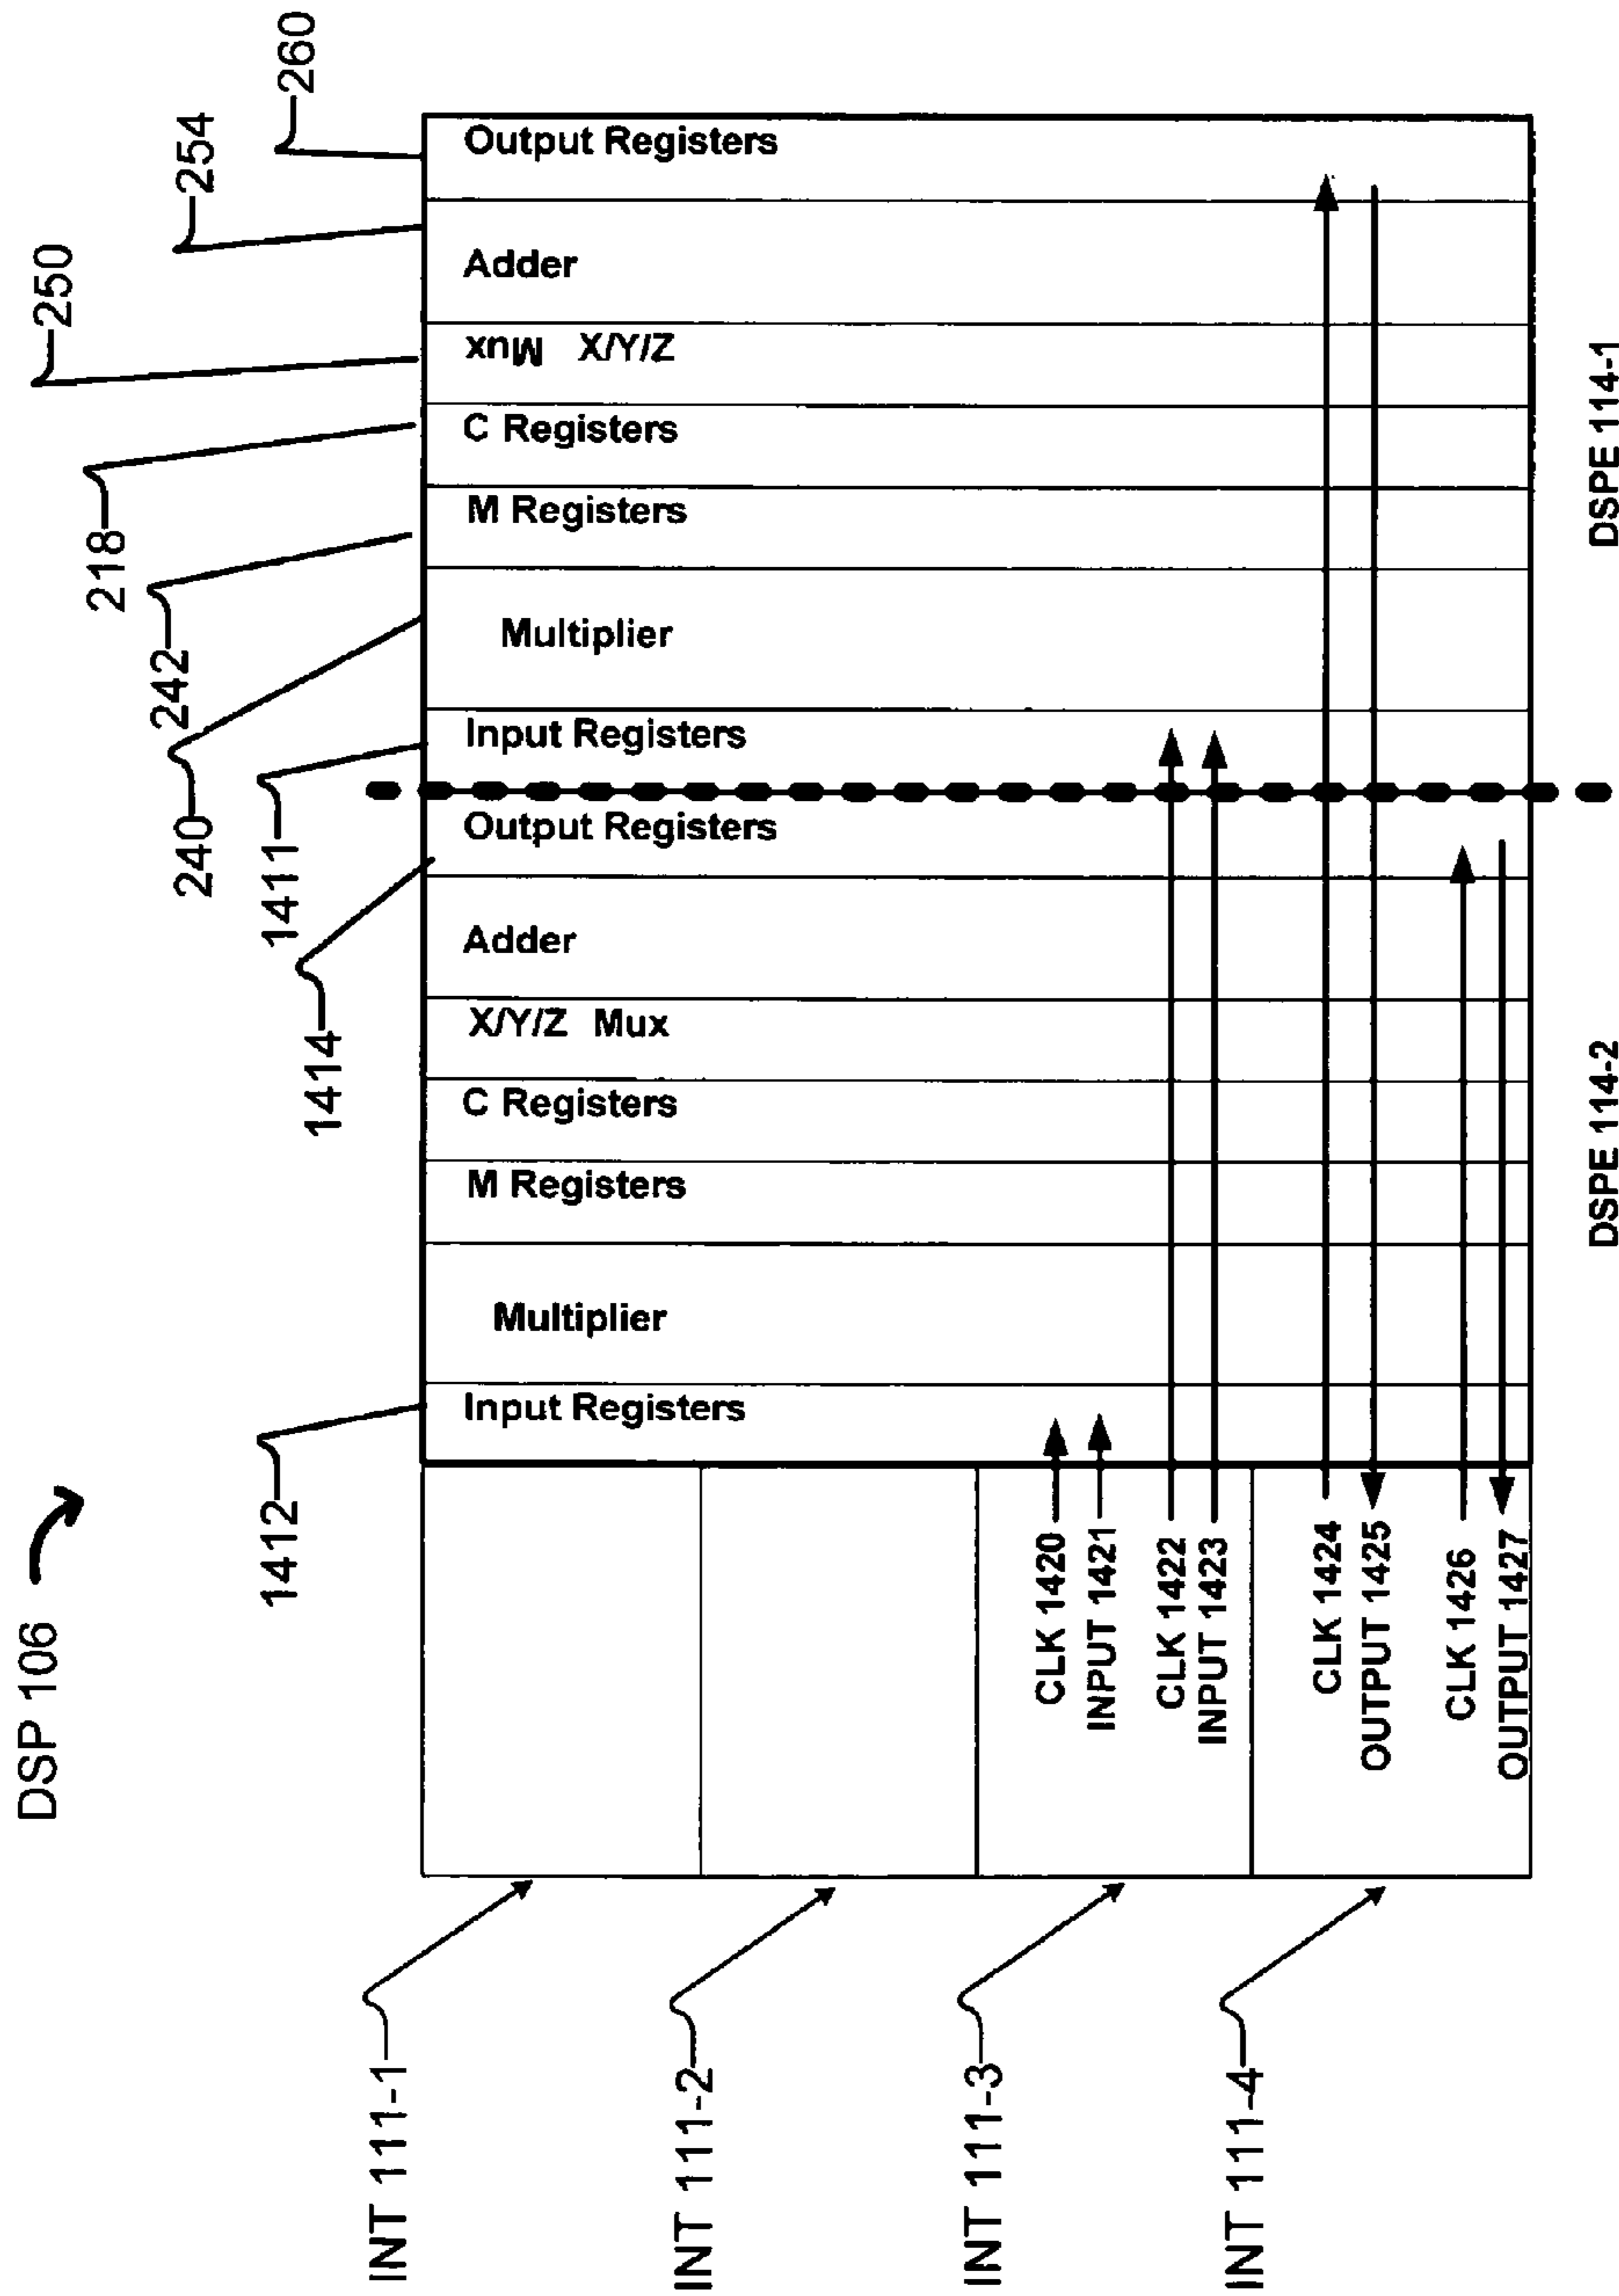 DSP 106
250
254
260
218
242
240
1411
1414
1412
Output Registers
Adder
X/Y/Z Mux
C Registers
M Registers
Multiplier
Input Registers
Output Registers
Adder
X/Y/Z Mux
C Registers
M Registers
Multiplier
Input Registers
DSPE 114-1
DSPE 114-2
CLK 1420
INPUT 1421
CLK 1422
INPUT 1423
CLK 1424
OUTPUT 1425
CLK 1426
OUTPUT 1427
INT 111-1
INT 111-2
INT 111-3
INT 111-4